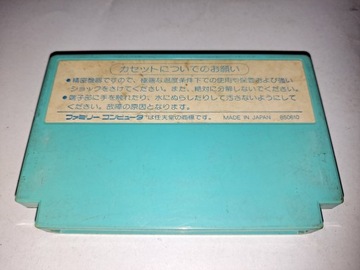 カセットについてのお願い
●精密機器ですので、極端な温度条件下での使用や保管および強い
ショックをさけてください。また、絶対に分解しないでください。
●端子部に手を触れたり、水にぬらしたりして汚さないようにして
ください。故障の原因となります。
ファミリーコンピュータ™は任天堂の商標です。 MADE IN JAPAN